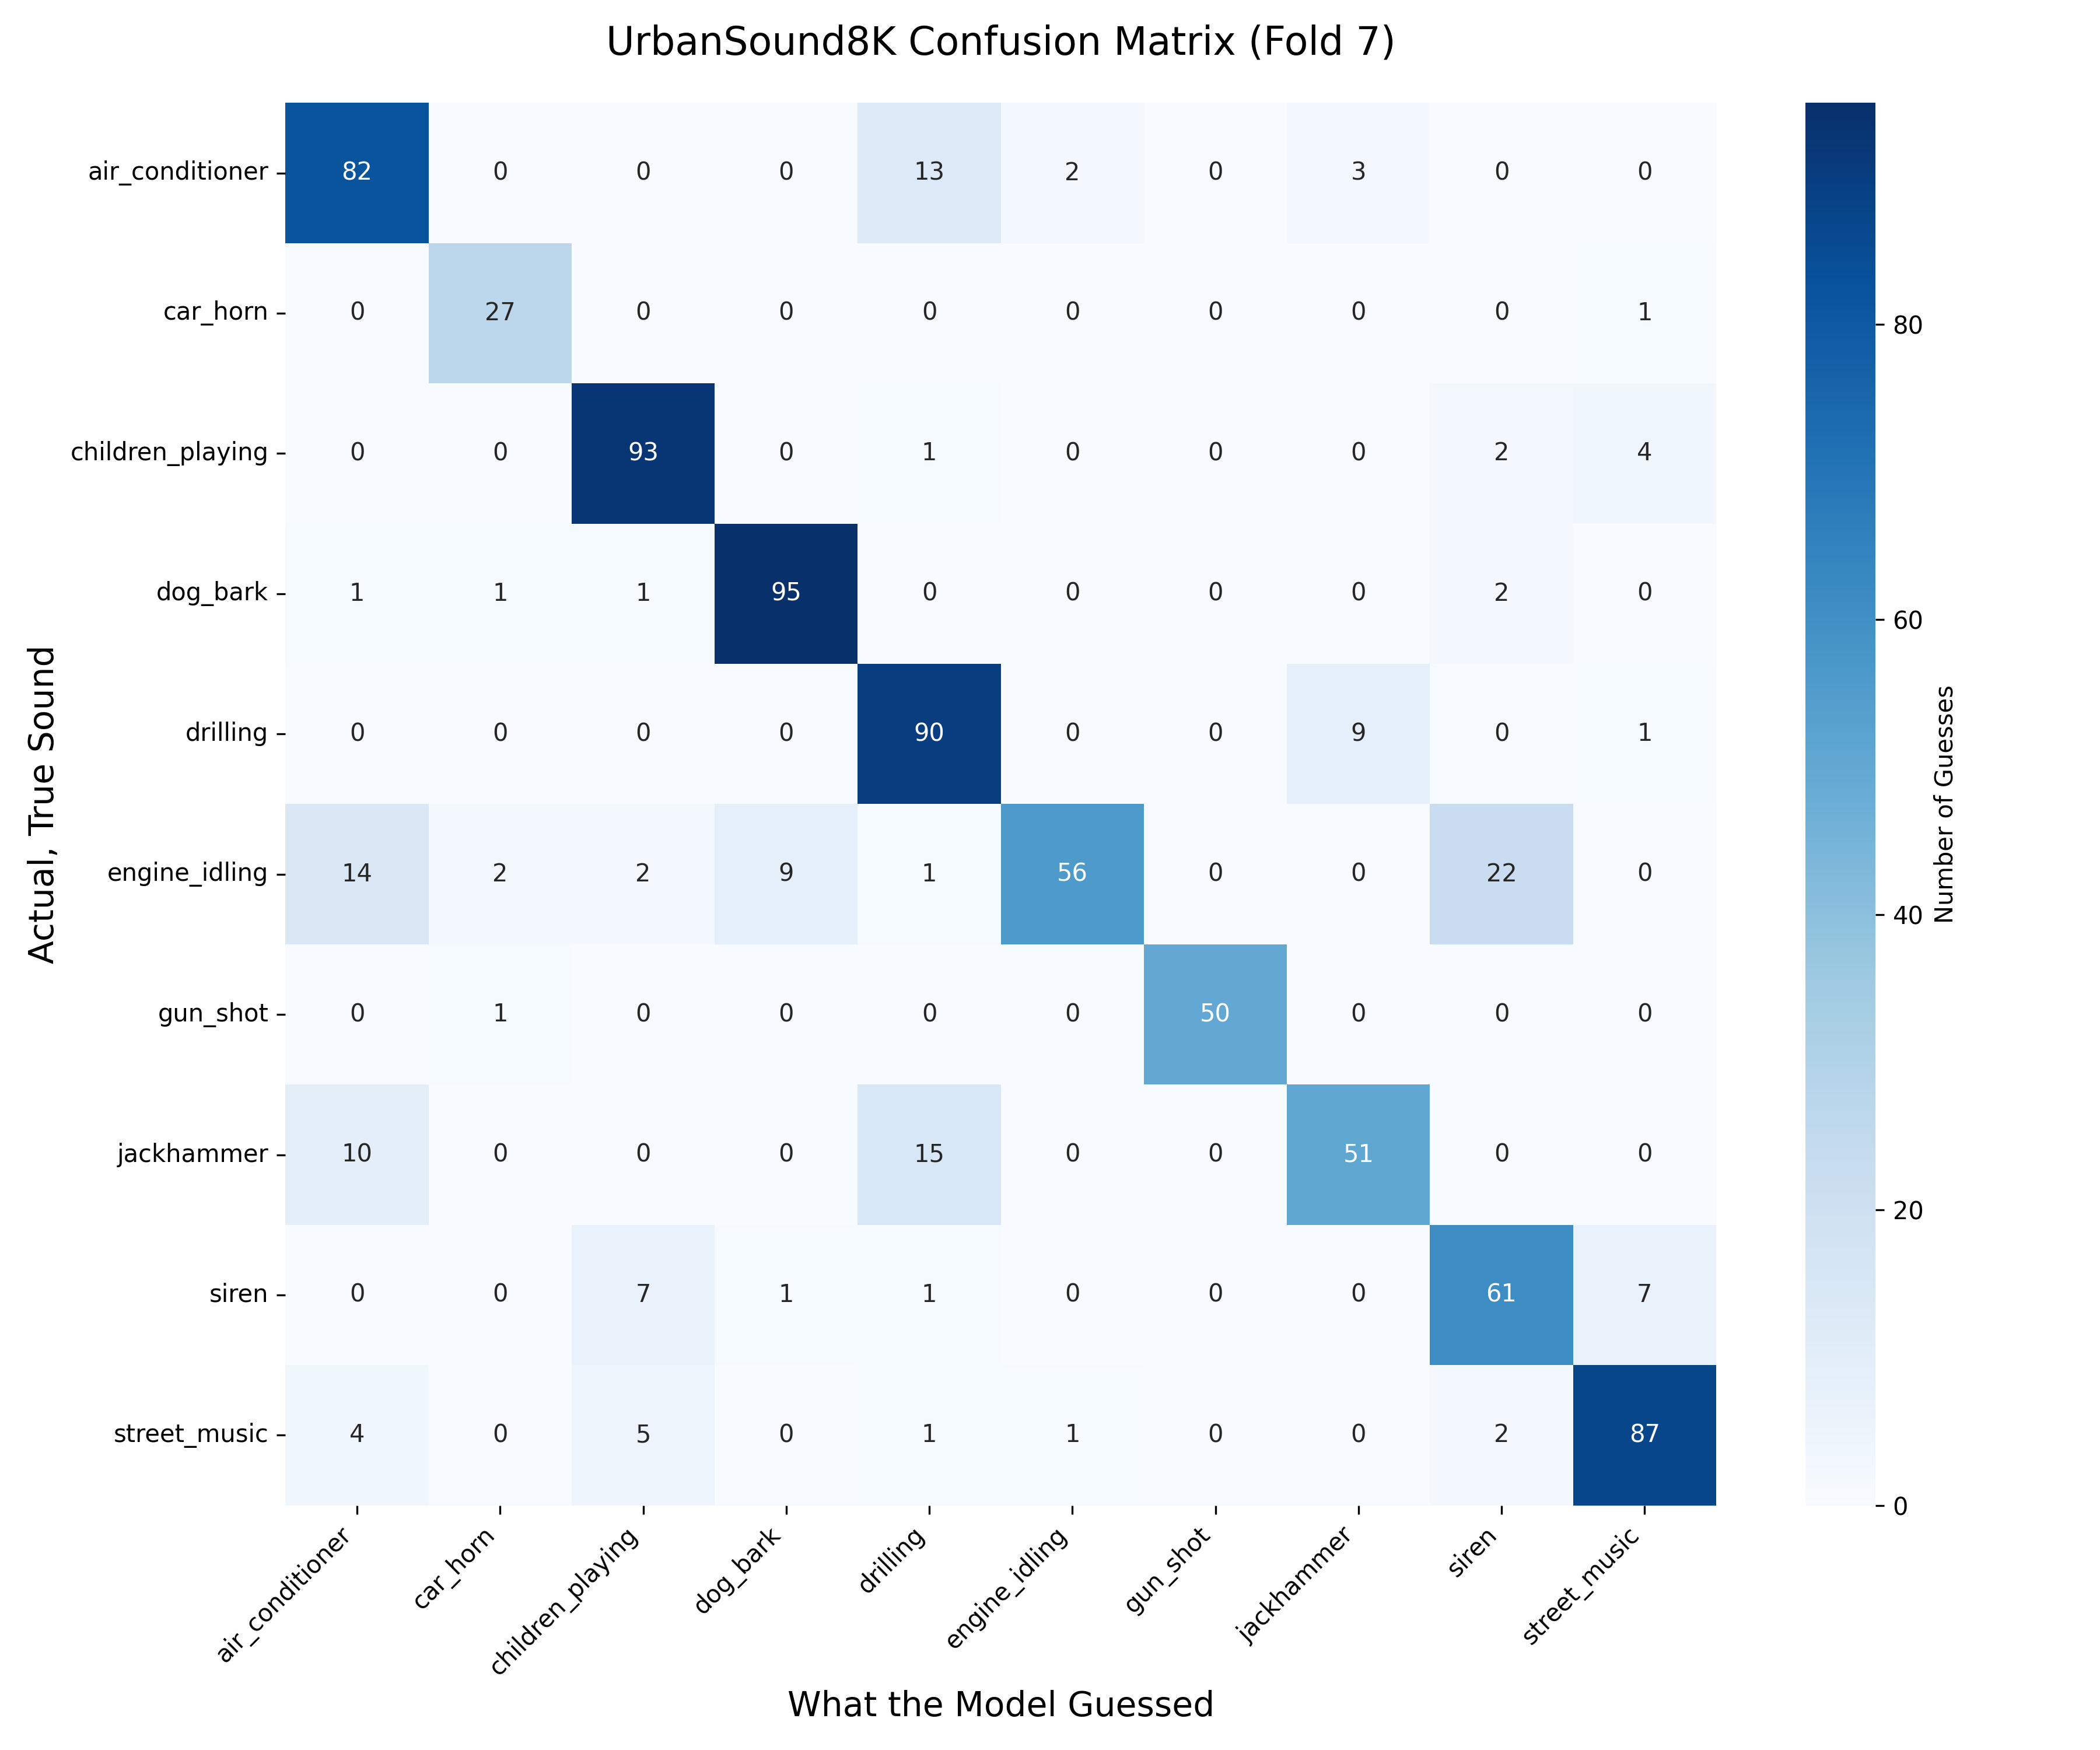 UrbanSound8K Confusion Matrix (Fold 7)
air_conditioner 82 0 0 0 13 2 0 3 0 0
car_horn 0 27 0 0 0 0 0 0 0 1
children_playing 0 0 93 0 1 0 0 0 2 4
dog_bark 1 1 1 95 0 0 0 0 2 0
drilling 0 0 0 0 90 0 0 9 0 1
engine_idling 14 2 2 9 1 56 0 0 22 0
gun_shot 0 1 0 0 0 0 50 0 0 0
jackhammer 10 0 0 0 15 0 0 51 0 0
siren 0 0 7 1 1 0 0 0 61 7
street_music 4 0 5 0 1 1 0 0 2 87
Actual, True Sound
air_conditioner car_horn children_playing dog_bark drilling engine_idling gun_shot jackhammer siren street_music
What the Model Guessed
80
60
40
20
0
Number of Guesses